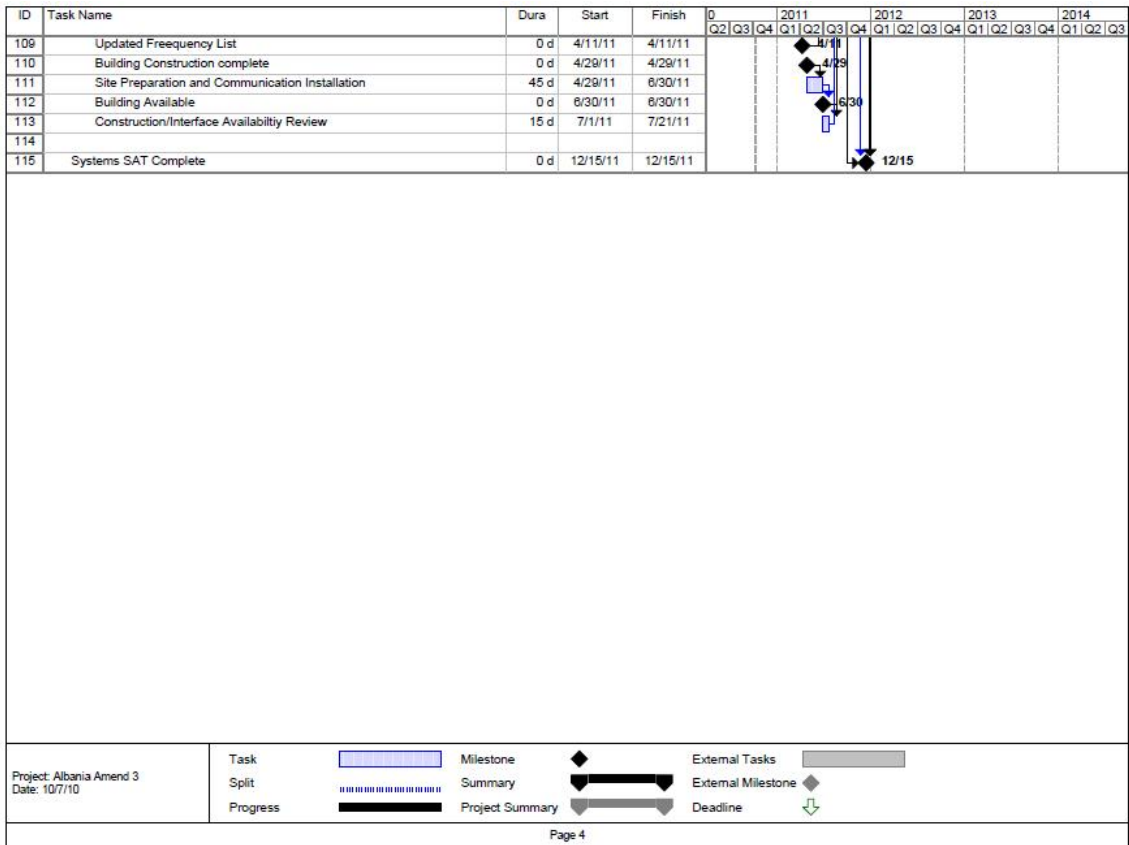 ID Task Name Dura Start Finish 0 2011 2012 2013 2014
Q2 Q3 Q4 Q1 Q2 Q3 Q4 Q1 Q2 Q3 Q4 Q1 Q2 Q3 Q4 Q1 Q2 Q3
109 Updated Freequency List 0 d 4/11/11 4/11/11 4/11
110 Building Construction complete 0 d 4/29/11 4/29/11 4/29
111 Site Preparation and Communication Installation 45 d 4/29/11 6/30/11
112 Building Available 0 d 6/30/11 6/30/11 6/30
113 Construction/Interface Availabiltiy Review 15 d 7/1/11 7/21/11
114
115 Systems SAT Complete 0 d 12/15/11 12/15/11 12/15
Project: Albania Amend 3
Date: 10/7/10
Task Milestone External Tasks
Split Summary External Milestone
Progress Project Summary Deadline
Page 4